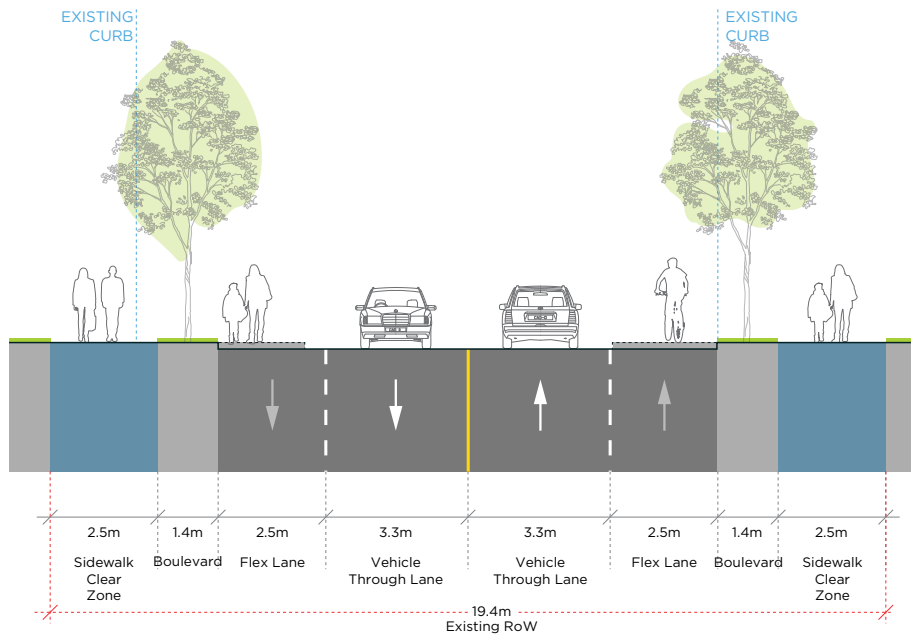 EXISTING
CURB
EXISTING
CURB
2.5m
1.4m
2.5m
3.3m
3.3m
2.5m
1.4m
2.5m
Sidewalk
Clear
Zone
Boulevard
Flex Lane
Vehicle
Through Lane
Vehicle
Through Lane
Flex Lane
Boulevard
Sidewalk
Clear
Zone
19.4m
Existing RoW